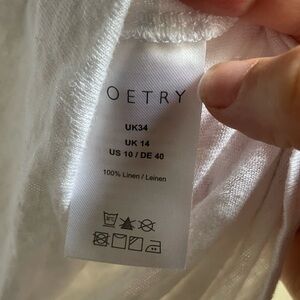 OETRY
UK34
UK 14
US 10 / DE 40
100% Linen / Leinen